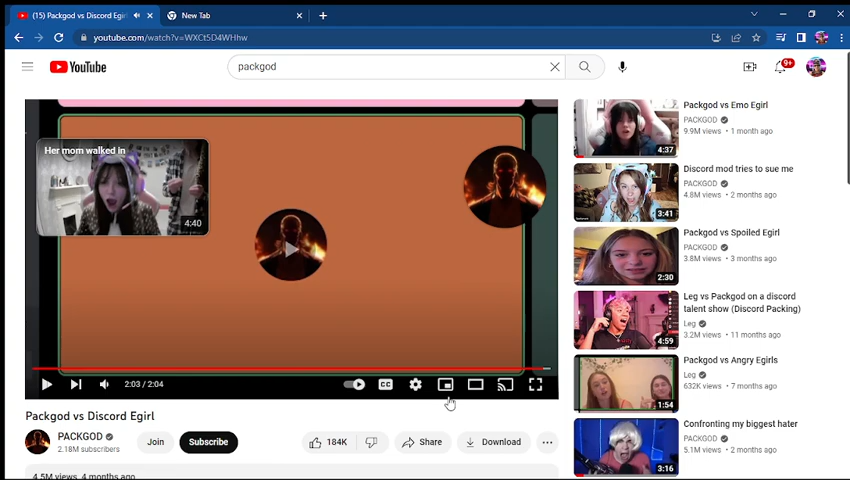 (15) Packgod vs Discord Egirl
New Tab
youtube.com/watch?v=WXCt5D4WHhw
YouTube
packgod
9+
Her mom walked in
4:40
2:03 / 2:04
CC
Packgod vs Discord Egirl
PACKGOD
2.18M subscribers
Join
Subscribe
184K
Share
Download
4.5M views 4 months ago
Packgod vs Emo Egirl
PACKGOD
9.9M views • 1 month ago
4:37
Discord mod tries to sue me
PACKGOD
4.8M views • 2 months ago
3:41
Packgod vs Spoiled Egirl
PACKGOD
3.8M views • 3 months ago
2:30
Leg vs Packgod on a discord
talent show (Discord Packing)
Leg
3.2M views • 11 months ago
4:59
Packgod vs Angry Egirls
Leg
632K views • 7 months ago
1:54
Confronting my biggest hater
PACKGOD
5.1M views • 2 months ago
3:16